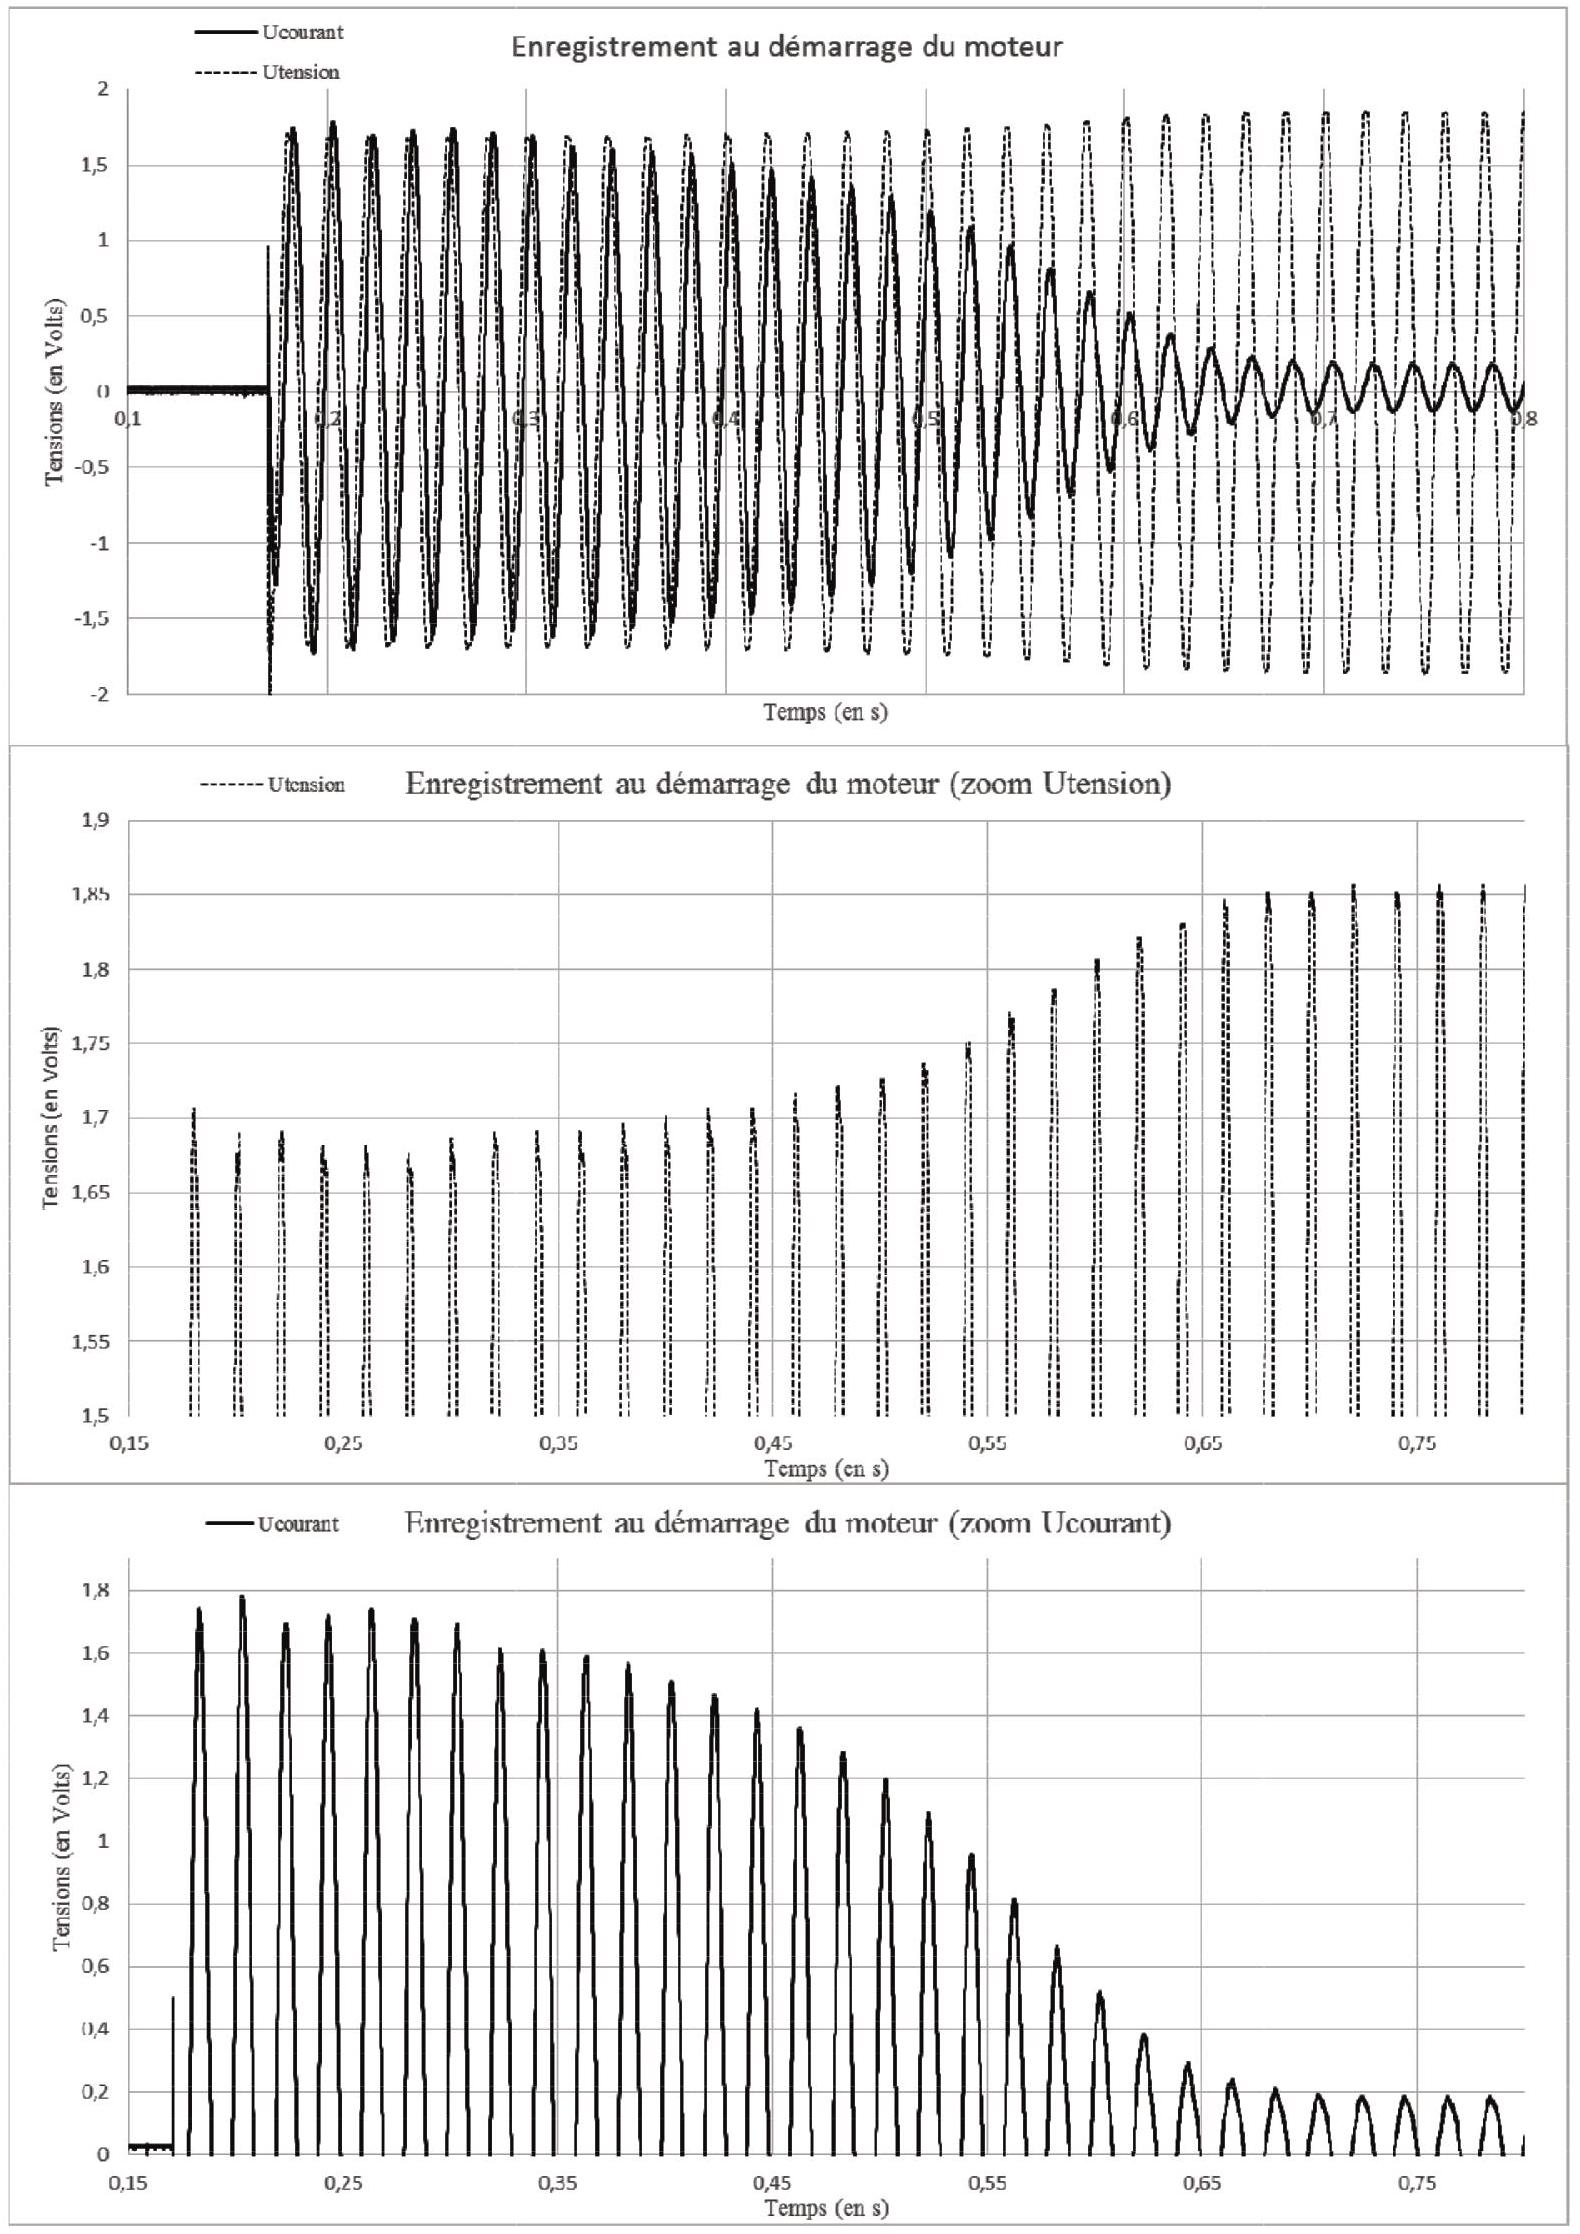 Ucourant
Enregistrement au démarrage du moteur
Utension
2
1,5
1
0,5
0
0,1 0,2 0,3 0,4 0,5 0,6 0,7 0,8
-0,5
-1
-1,5
-2
Tensions (en Volts)
Temps (en s)
Utension
Enregistrement au démarrage du moteur (zoom Utension)
1,9
1,85
1,8
1,75
1,7
1,65
1,6
1,55
1,5
Tensions (en Volts)
0,15 0,25 0,35 0,45 0,55 0,65 0,75
Temps (en s)
Ucourant
Enregistrement au démarrage du moteur (zoom Ucourant)
1,8
1,6
1,4
1,2
1
0,8
0,6
0,4
0,2
0
Tensions (en Volts)
0,15 0,25 0,35 0,45 0,55 0,65 0,75
Temps (en s)